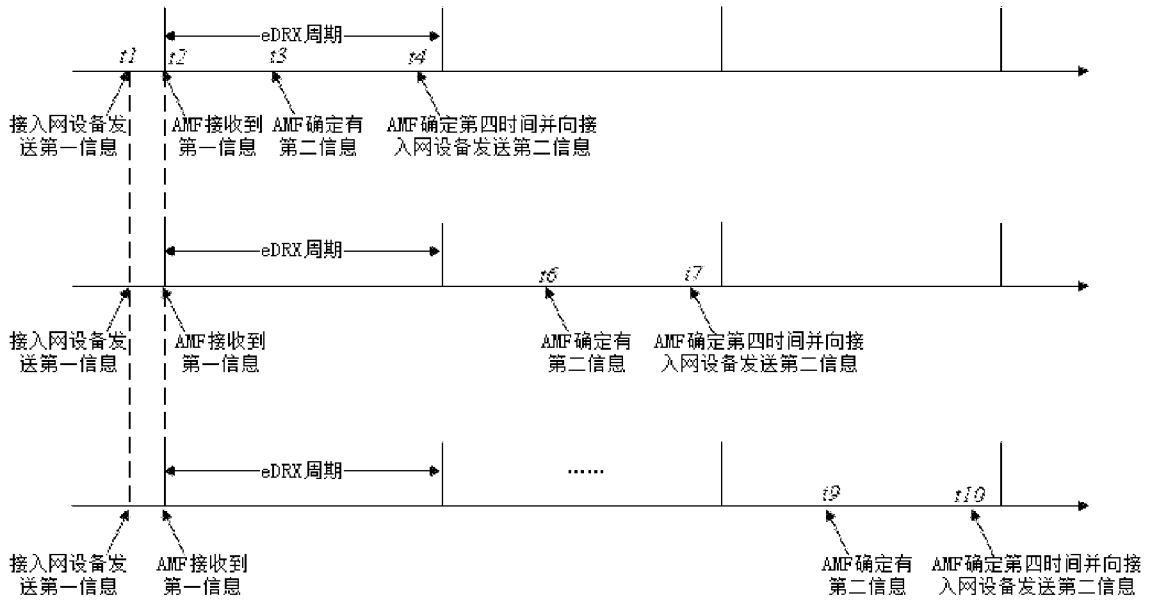 eDRX周期
t1
t2
t3
t4
接入网设备发
送第一信息
AMF接收到
第一信息
AMF确定有
第二信息
AMF确定第四时间并向接
入网设备发送第二信息
eDRX周期
t6
t7
接入网设备发
送第一信息
AMF接收到
第一信息
AMF确定有
第二信息
AMF确定第四时间并向接
入网设备发送第二信息
eDRX周期
······
t9
t10
接入网设备发
送第一信息
AMF接收到
第一信息
AMF确定有
第二信息
AMF确定第四时间并向接
入网设备发送第二信息